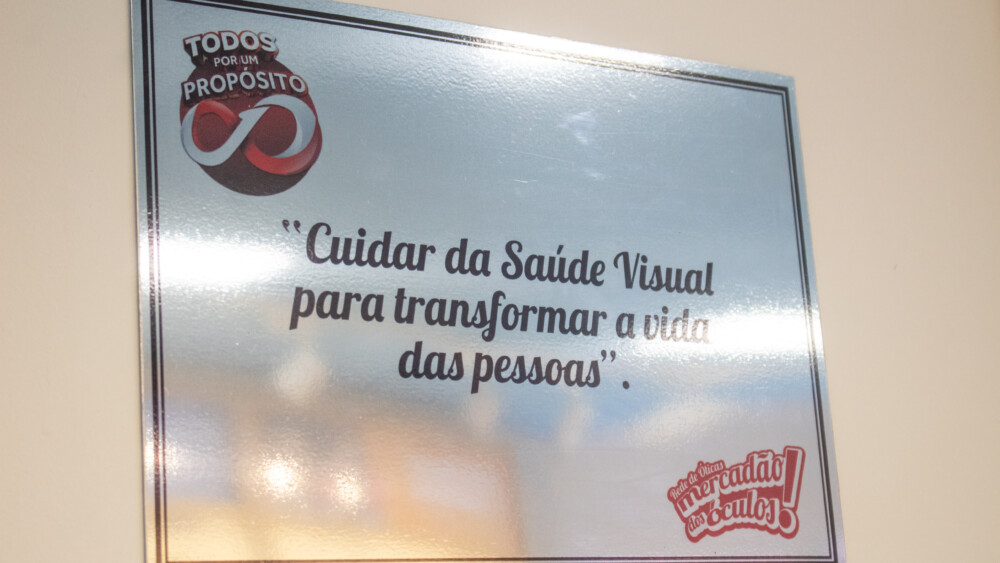 TODOS
POR UM
PROPÓSITO
“Cuidar da Saúde Visual
para transformar a vida
das pessoas”.
Rede de Óticas
mercadão
dos óculos!